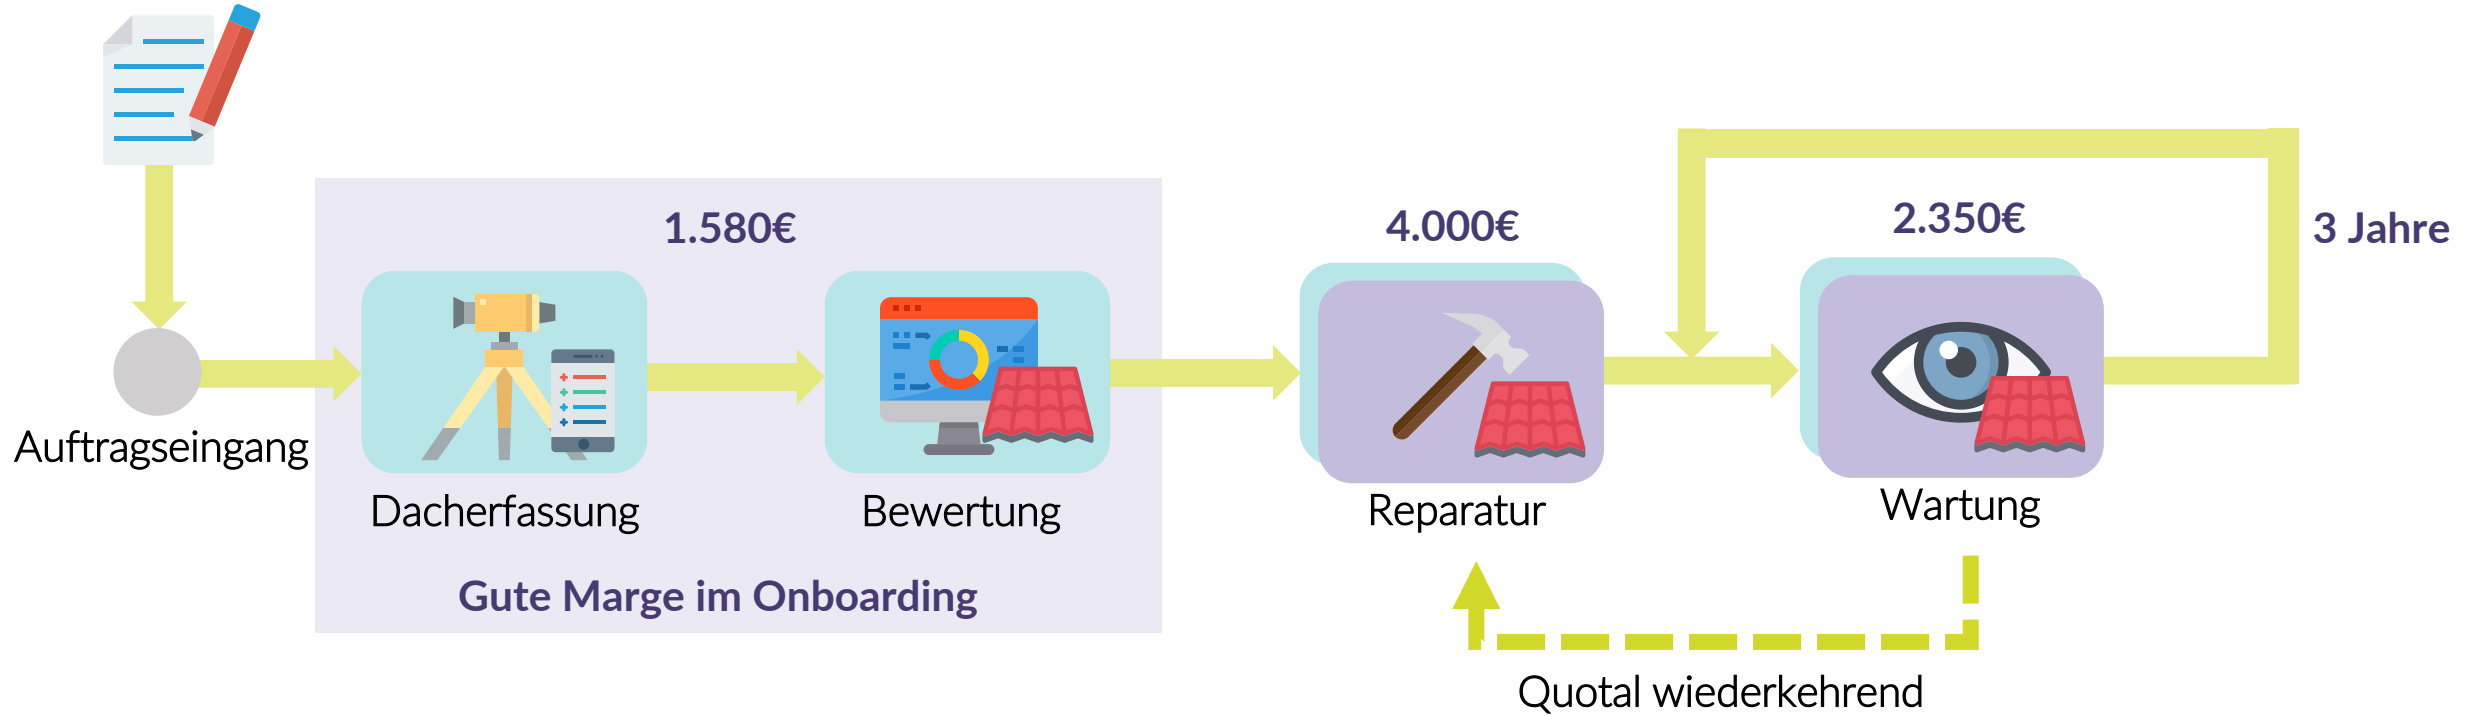 1.580€
4.000€
2.350€
3 Jahre
Auftragseingang
Dacherfassung
Bewertung
Reparatur
Wartung
Gute Marge im Onboarding
Quotal wiederkehrend